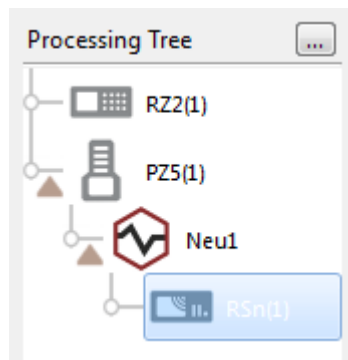 Processing Tree ...
RZ2(1)
PZ5(1)
Neu1
RSn(1)